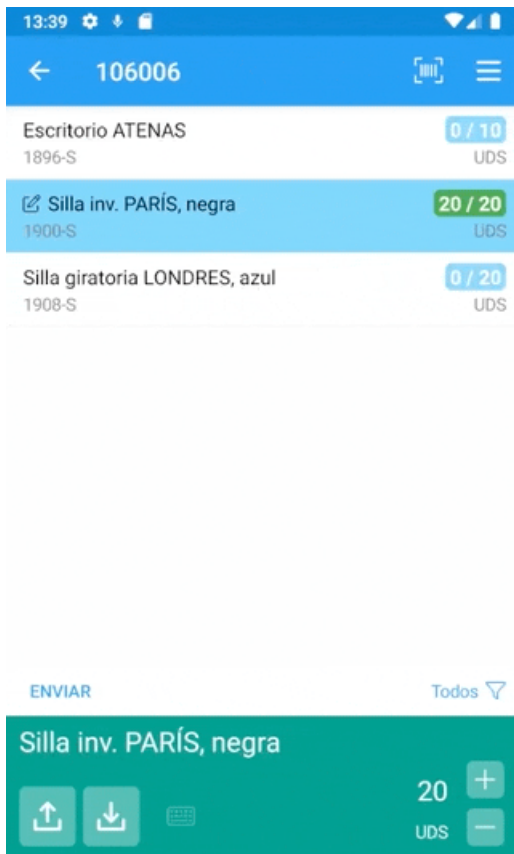 13:39
106006
Escritorio ATENAS
0 / 10
1896-S
UDS
Silla inv. PARÍS, negra
20 / 20
1900-S
UDS
Silla giratoria LONDRES, azul
0 / 20
1908-S
UDS
ENVIAR
Todos
Silla inv. PARÍS, negra
20
UDS